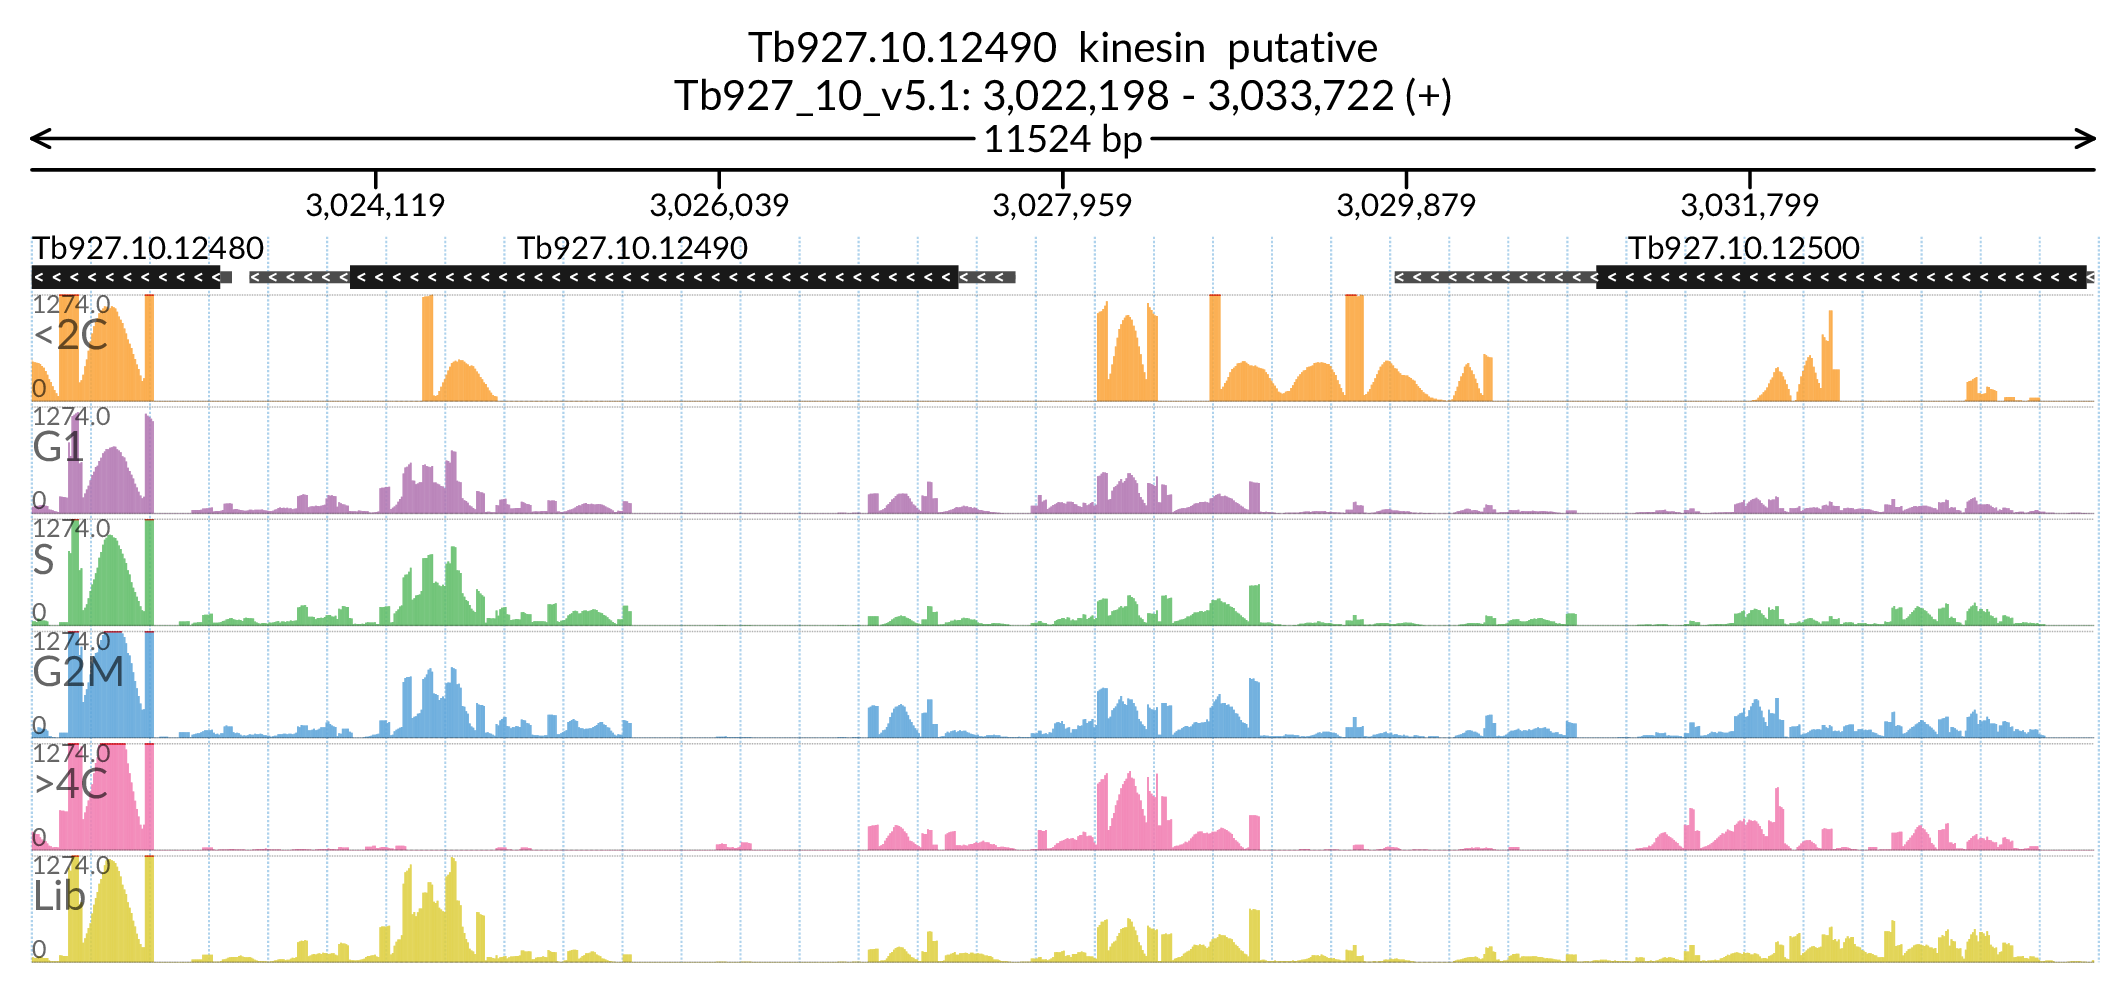 Tb927.10.12490 kinesin putative
Tb927_10_v5.1: 3,022,198 - 3,033,722 (+)
11524 bp
3,024,119 3,026,039 3,027,959 3,029,879 3,031,799
Tb927.10.12480 Tb927.10.12490 Tb927.10.12500
1274.0
<2C
0
1274.0
G1
0
1274.0
S
0
1274.0
G2M
0
1274.0
>4C
0
1274.0
Lib
0